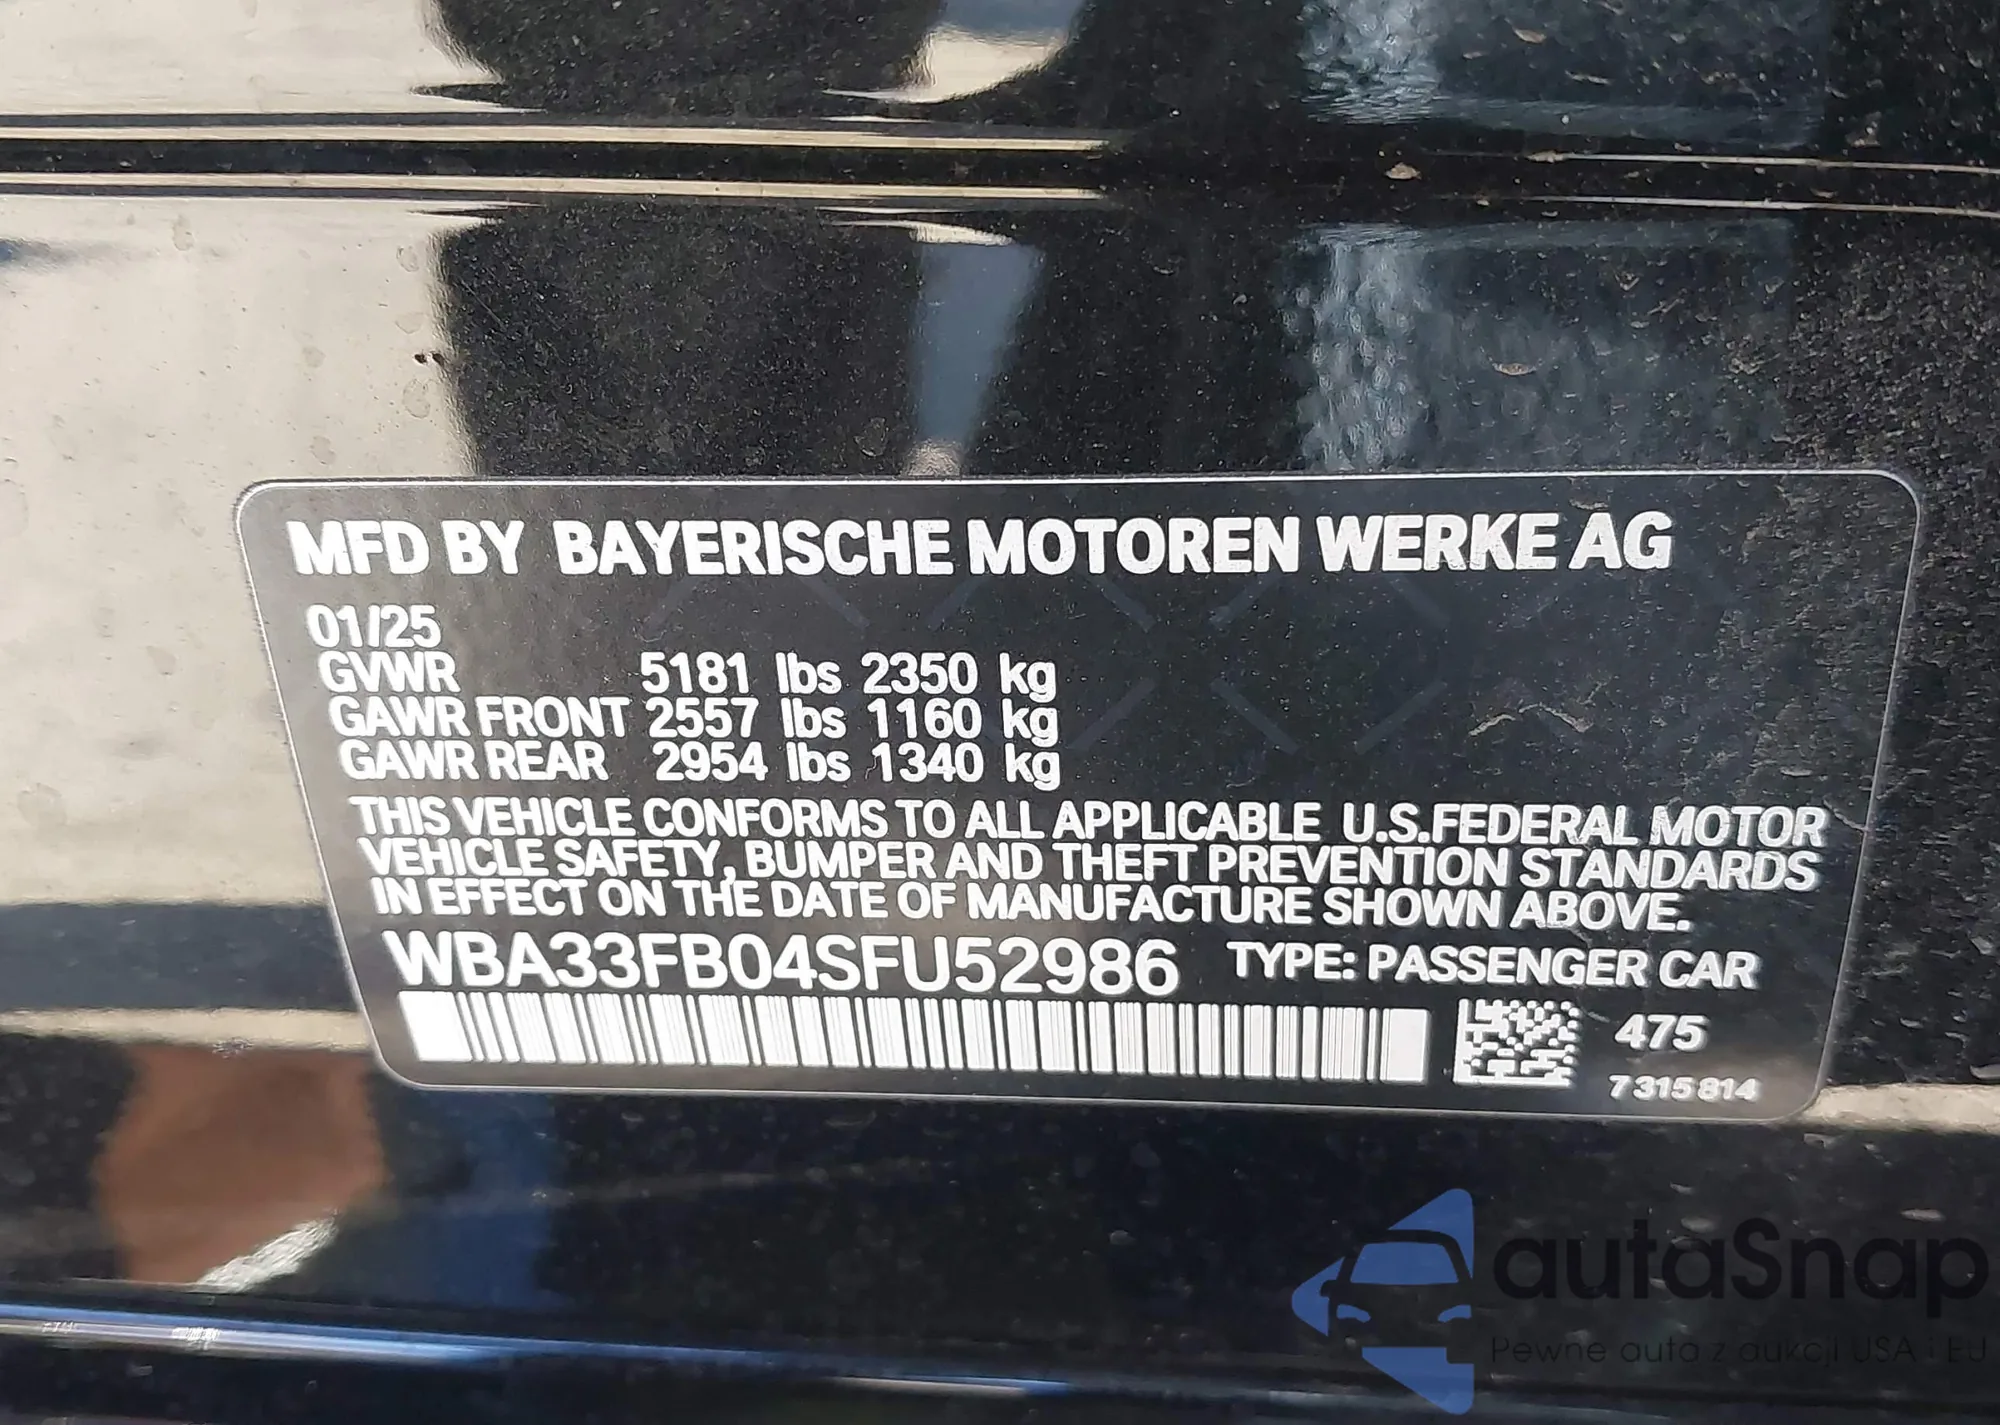 MFD BY BAYERISCHE MOTOREN WERKE AG
01/25
GVWR 5181 lbs 2350 kg
GAWR FRONT 2557 lbs 1160 kg
GAWR REAR 2954 lbs 1340 kg
THIS VEHICLE CONFORMS TO ALL APPLICABLE U.S.FEDERAL MOTOR
VEHICLE SAFETY, BUMPER AND THEFT PREVENTION STANDARDS
IN EFFECT ON THE DATE OF MANUFACTURE SHOWN ABOVE.
WBA33FB04SFU52986 TYPE: PASSENGER CAR
475
7 315 814
autaSnap
Pewne auta z aukcji USA i EU